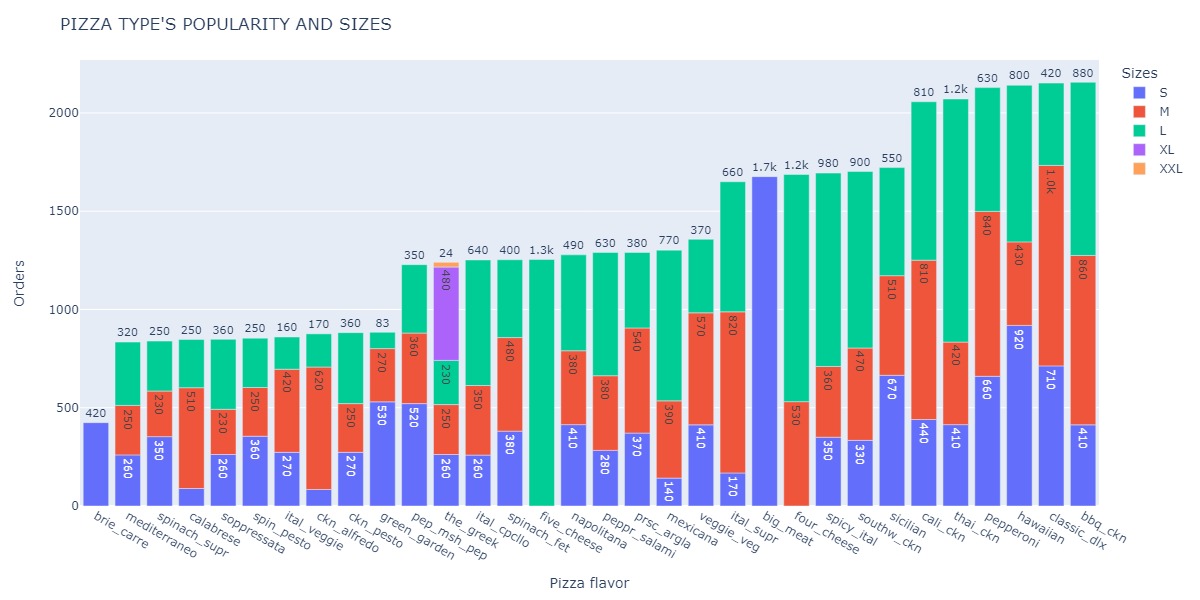 PIZZA TYPE'S POPULARITY AND SIZES
Sizes
S
M
L
XL
XXL
Orders
2000
1500
1000
500
0
420
320
250
260
250
230
350
250
510
360
230
260
250
250
360
160
420
270
170
620
360
250
270
83
270
530
350
360
520
24
480
230
250
260
640
350
260
400
480
380
1.3k
490
380
410
630
380
280
380
540
370
770
390
140
370
570
410
660
820
170
1.7k
1.2k
530
980
360
350
900
470
330
550
510
670
810
810
440
1.2k
420
410
630
840
660
800
430
920
420
1.0k
710
880
860
410
brie_carre
mediterraneo
spinach_supr
calabrese
soppressata
spin_pesto
ital_veggie
ckn_alfredo
ckn_pesto
green_garden
pep_msh_pep
the_greek
ital_cpcllo
spinach_fet
five_cheese
napolitana
peppr_salami
prsc_argla
mexicana
veggie_veg
ital_supr
big_meat
four_cheese
spicy_ital
southw_ckn
sicilian
cali_ckn
thai_ckn
pepperoni
hawaiian
classic_dlx
bbq_ckn
Pizza flavor